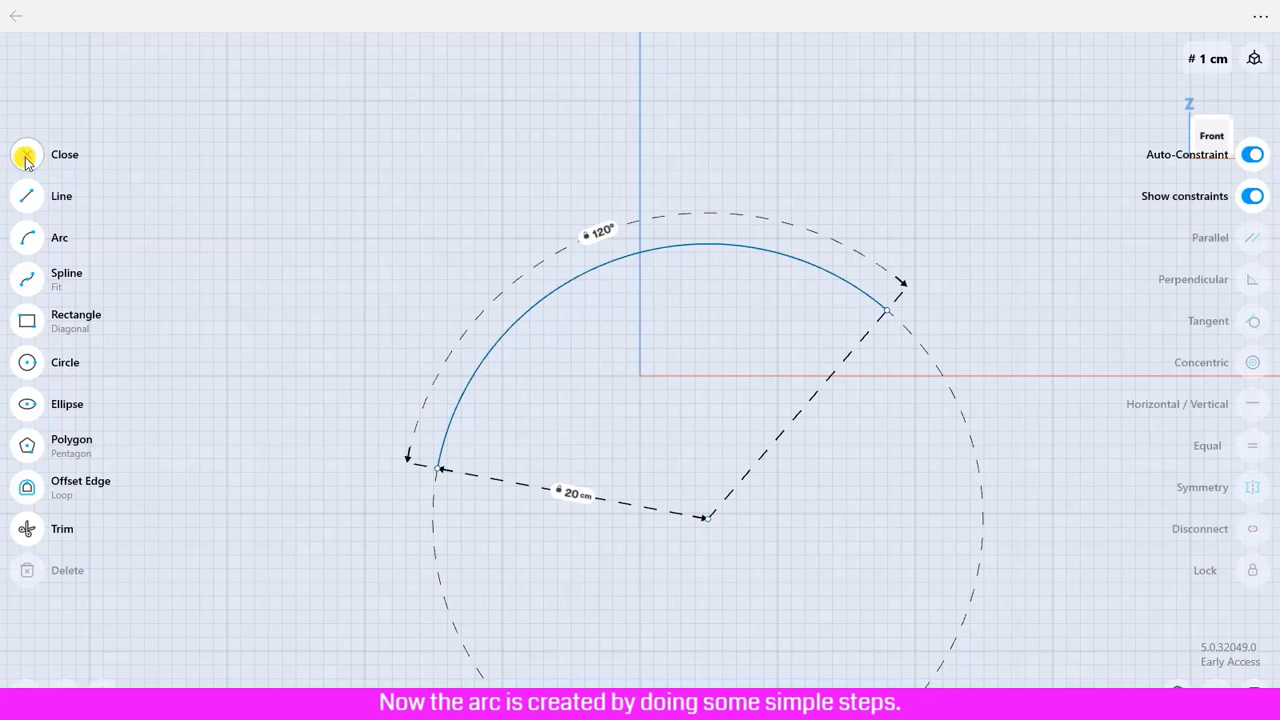 # 1 cm
Z
Front
Close
Line
Arc
Spline
Fit
Rectangle
Diagonal
Circle
Ellipse
Polygon
Pentagon
Offset Edge
Loop
Trim
Delete
120°
20 cm
Auto-Constraint
Show constraints
Parallel
Perpendicular
Tangent
Concentric
Horizontal / Vertical
Equal
Symmetry
Disconnect
Lock
5.0.32049.0
Early Access
Now the arc is created by doing some simple steps.